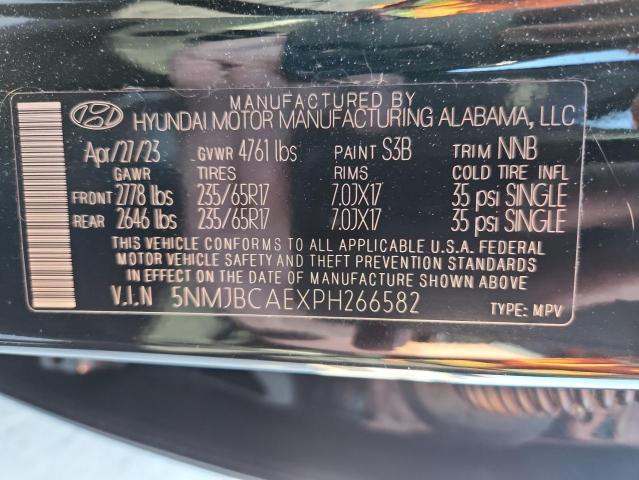 MANUFACTURED BY
HYUNDAI MOTOR MANUFACTURING ALABAMA, LLC
Apr/27/23 GVWR 4761 lbs PAINT S3B TRIM NNB
GAWR TIRES RIMS COLD TIRE INFL
FRONT 2778 lbs 235/65R17 7.0JX17 35 psi SINGLE
REAR 2646 lbs 235/65R17 7.0JX17 35 psi SINGLE
THIS VEHICLE CONFORMS TO ALL APPLICABLE U.S.A. FEDERAL
MOTOR VEHICLE SAFETY AND THEFT PREVENTION STANDARDS
IN EFFECT ON THE DATE OF MANUFACTURE SHOWN ABOVE
V.I.N 5NMJBCAEXPH266582 TYPE: MPV